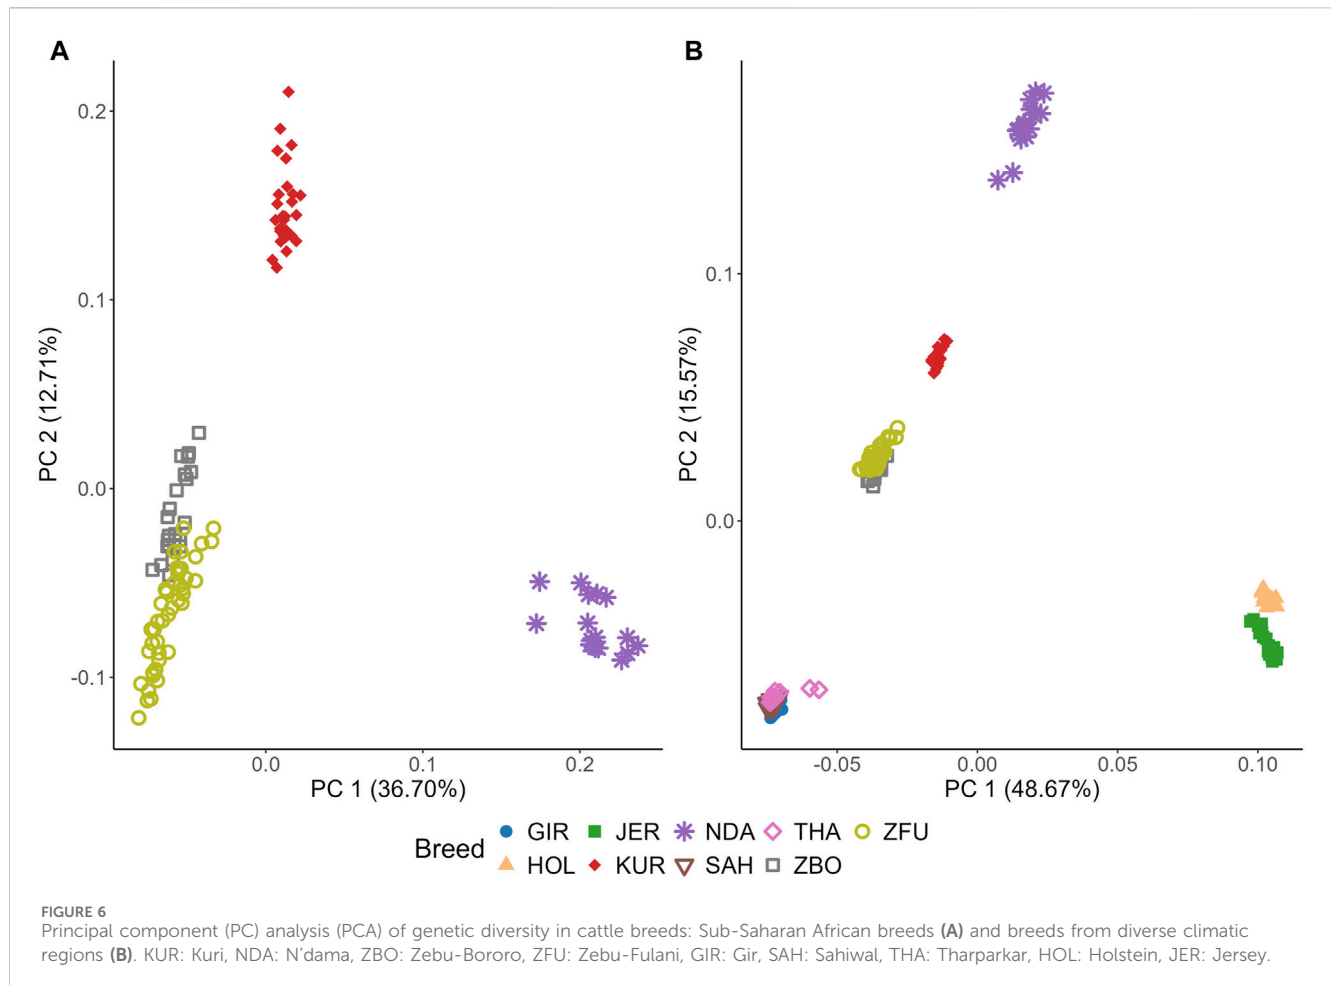 A
B
0.2
0.1
0.0
-0.1
PC 2 (12.71%)
0.0
0.1
0.2
PC 1 (36.70%)
0.1
0.0
PC 2 (15.57%)
-0.05
0.00
0.05
0.10
PC 1 (48.67%)
Breed
GIR JER NDA THA ZFU
HOL KUR SAH ZBO
FIGURE 6
Principal component (PC) analysis (PCA) of genetic diversity in cattle breeds: Sub-Saharan African breeds (A) and breeds from diverse climatic
regions (B). KUR: Kuri, NDA: N’dama, ZBO: Zebu-Bororo, ZFU: Zebu-Fulani, GIR: Gir, SAH: Sahiwal, THA: Tharparkar, HOL: Holstein, JER: Jersey.